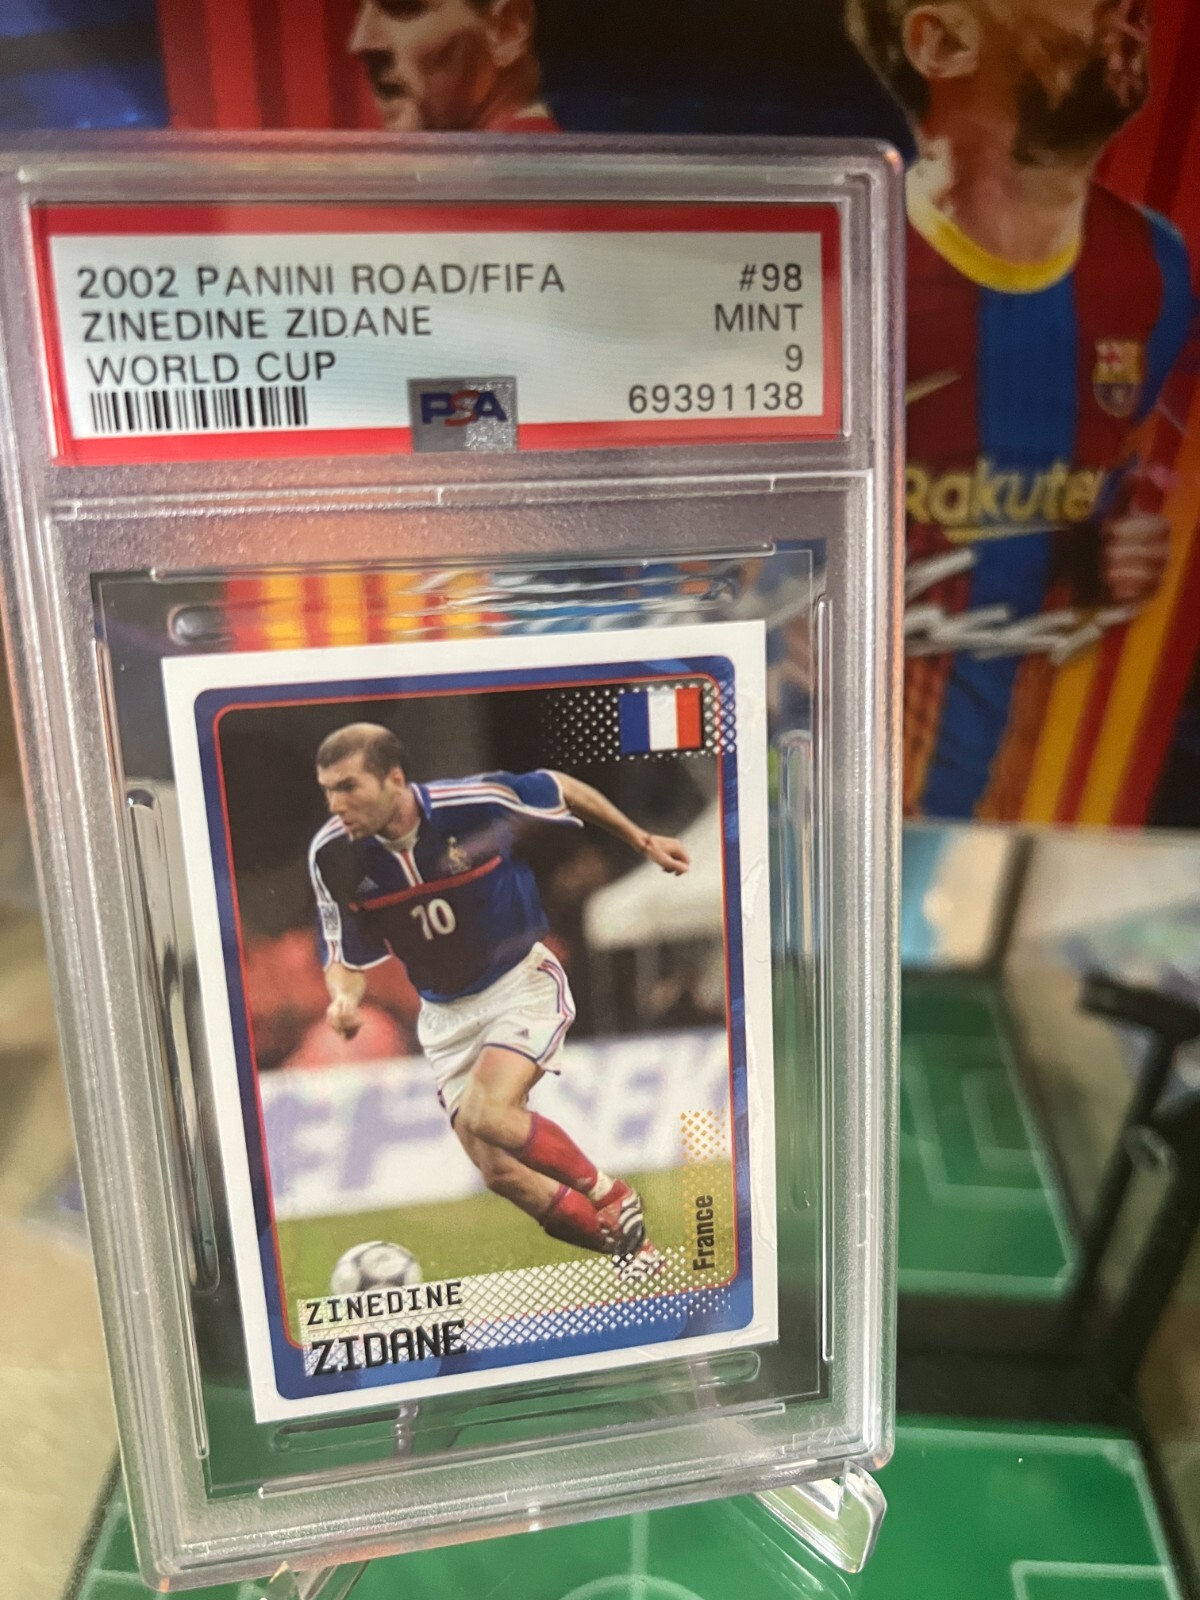 2002 PANINI ROAD/FIFA #98
ZINEDINE ZIDANE MINT
WORLD CUP 9
PSA 69391138
Rakuten
10
France
ZINEDINE
ZIDANE